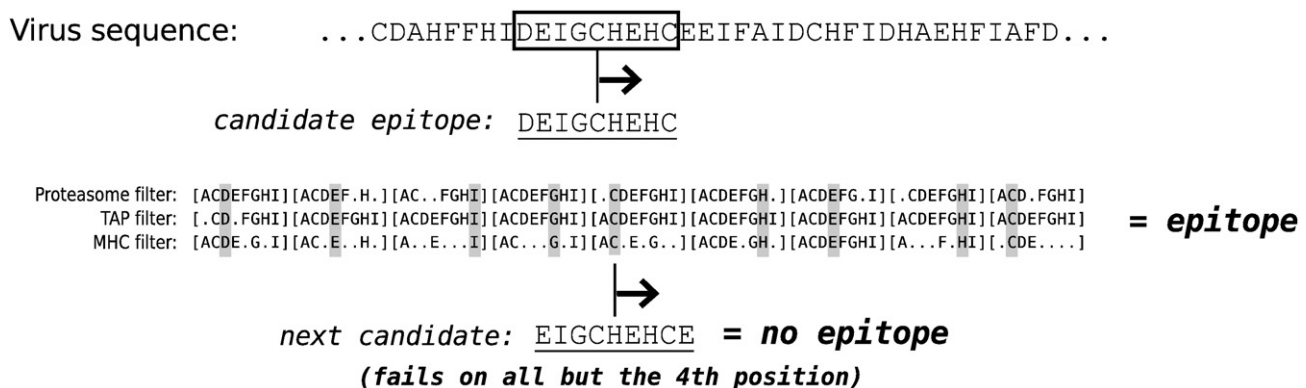 Virus sequence: ...CDAHFFHIDEIGCHEHCEEIFAIDCHFIDHAEHFIAFD...
candidate epitope: DEIGCHEHC
Proteasome filter: [ACDEFGHI][ACDEF.H.][AC..FGHI][ACDEFGHI][.CDEFGHI][ACDEFGH.][ACDEFG.I][.CDEFGHI][ACD.FGHI]
TAP filter: [.CD.FGHI][ACDEFGHI][ACDEFGHI][ACDEFGHI][ACDEFGHI][ACDEFGHI][ACDEFGHI][ACDEFGHI][ACDEFGHI]
MHC filter: [ACDE.G.I][AC.E..H.][A..E...I][AC...G.I][AC.E.G..][ACDE.GH.][ACDEFGHI][A...F.HI][.CDE....]
= epitope
next candidate: EIGCHEHCE = no epitope
(fails on all but the 4th position)